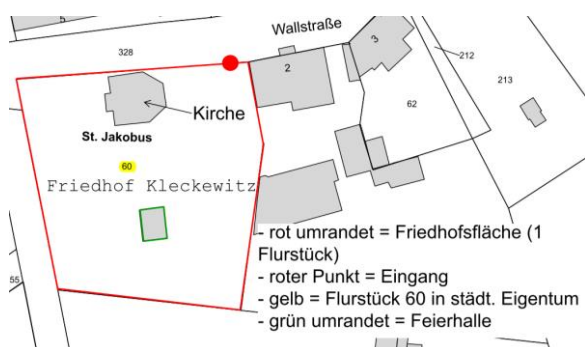 5
Wallstraße
328
3
212
2
213
62
Kirche
St. Jakobus
60
Friedhof Kleckewitz
- rot umrandet = Friedhofsfläche (1
Flurstück)
- roter Punkt = Eingang
- gelb = Flurstück 60 in städt. Eigentum
- grün umrandet = Feierhalle
55